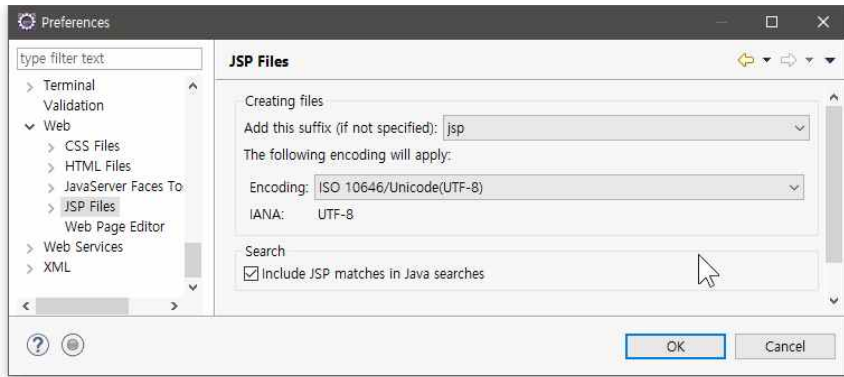 Preferences
type filter text
Terminal
Validation
Web
CSS Files
HTML Files
JavaServer Faces To
JSP Files
Web Page Editor
Web Services
XML
JSP Files
Creating files
Add this suffix (if not specified): jsp
The following encoding will apply:
Encoding: ISO 10646/Unicode(UTF-8)
IANA: UTF-8
Search
Include JSP matches in Java searches
OK Cancel